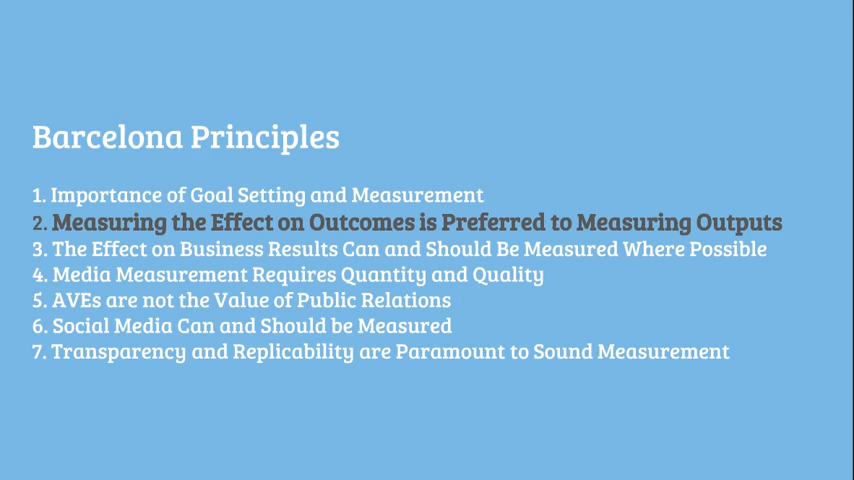 Barcelona Principles
1. Importance of Goal Setting and Measurement
2. Measuring the Effect on Outcomes is Preferred to Measuring Outputs
3. The Effect on Business Results Can and Should Be Measured Where Possible
4. Media Measurement Requires Quantity and Quality
5. AVEs are not the Value of Public Relations
6. Social Media Can and Should be Measured
7. Transparency and Replicability are Paramount to Sound Measurement